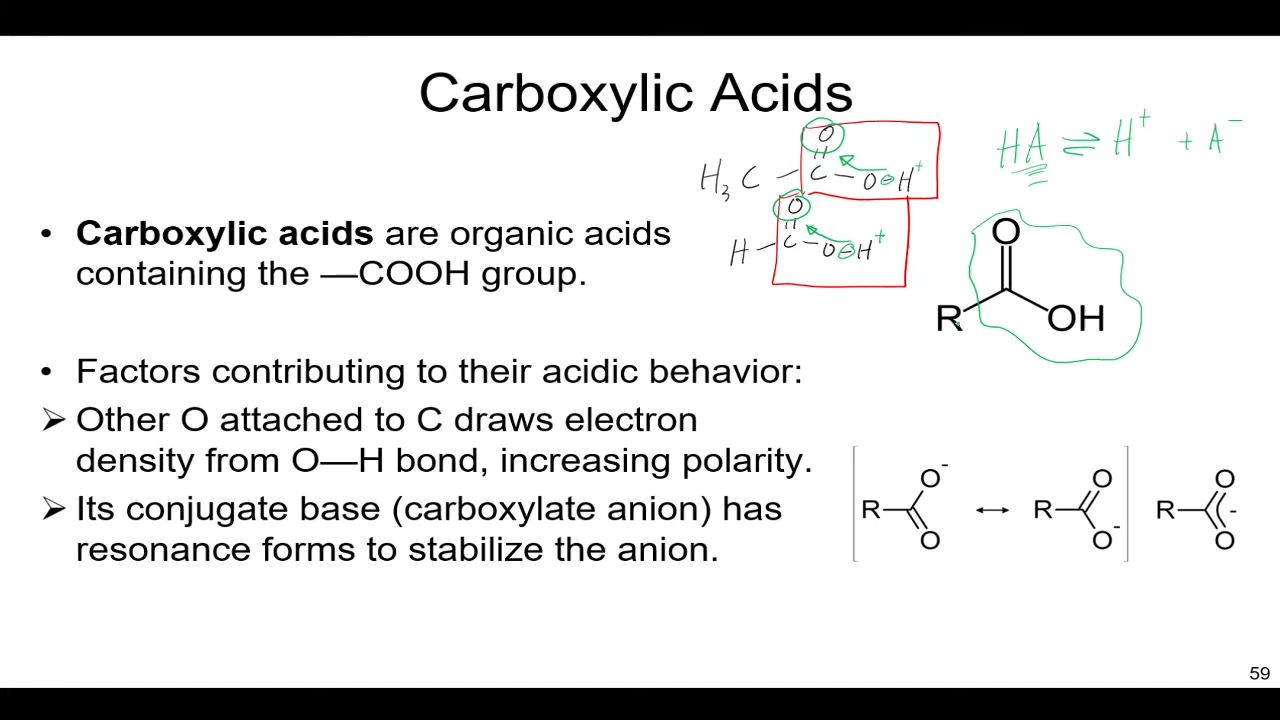 Carboxylic Acids
HA ⇌ H⁺ + A⁻
O
H₃C – C – O ⊖ H⁺
O
H – C – O ⊖ H⁺
• Carboxylic acids are organic acids
containing the —COOH group.
O
R OH
• Factors contributing to their acidic behavior:
➢ Other O attached to C draws electron
density from O—H bond, increasing polarity.
➢ Its conjugate base (carboxylate anion) has
resonance forms to stabilize the anion.
O- O O
R ↔ R R -
O O- O
59